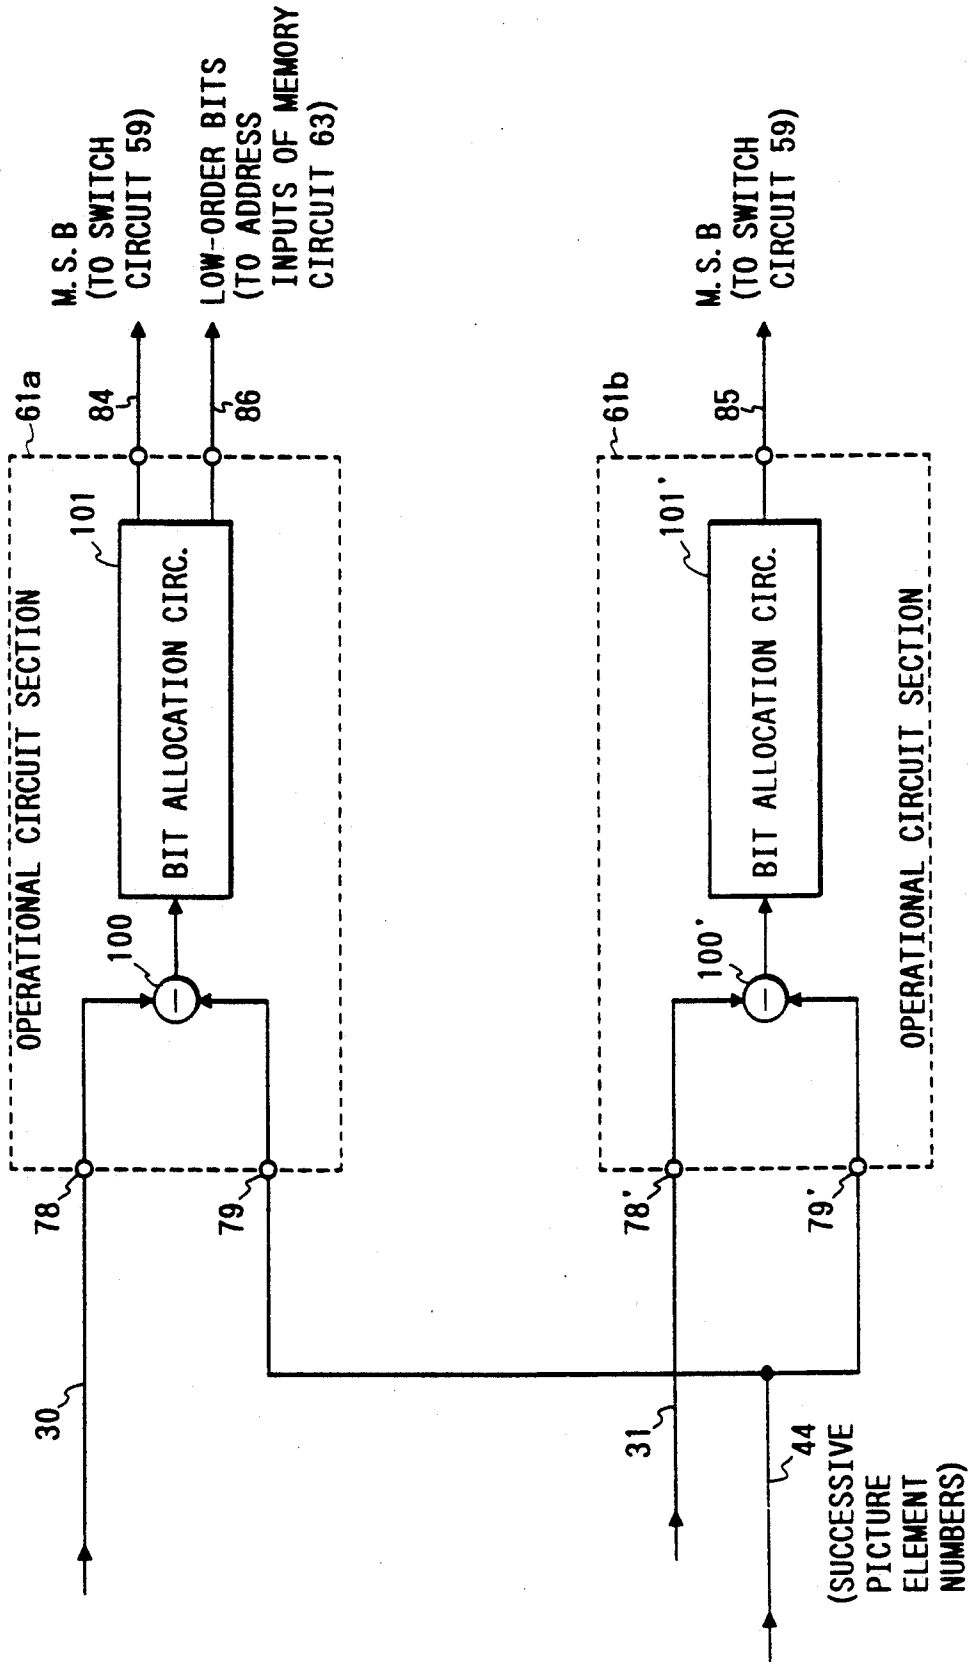 OPERATIONAL CIRCUIT SECTION
61a
78
79
30
100
101
BIT ALLOCATION CIRC.
84
86
M.S.B
(TO SWITCH
CIRCUIT 59)
LOW-ORDER BITS
(TO ADDRESS
INPUTS OF MEMORY
CIRCUIT 63)
61b
78'
79'
31
100'
101'
BIT ALLOCATION CIRC.
OPERATIONAL CIRCUIT SECTION
85
M.S.B
(TO SWITCH
CIRCUIT 59)
44
(SUCCESSIVE
PICTURE
ELEMENT
NUMBERS)